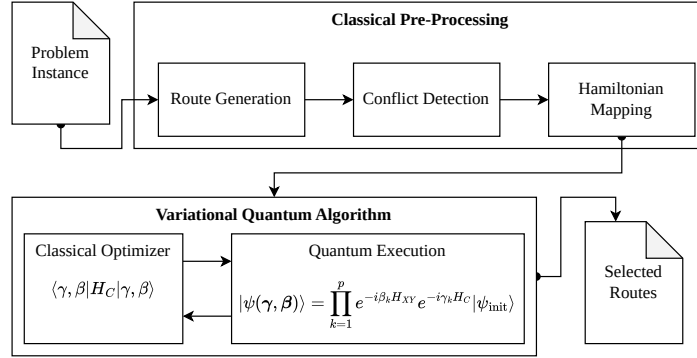 Classical Pre-Processing
Problem
Instance
Route Generation
Conflict Detection
Hamiltonian
Mapping
Variational Quantum Algorithm
Classical Optimizer
⟨γ, β|H_C|γ, β⟩
Quantum Execution
|ψ(γ, β)⟩ = ∏_{k=1}^{p} e^{-iβ_k H_{XY}} e^{-iγ_k H_C} |ψ_init⟩
Selected
Routes